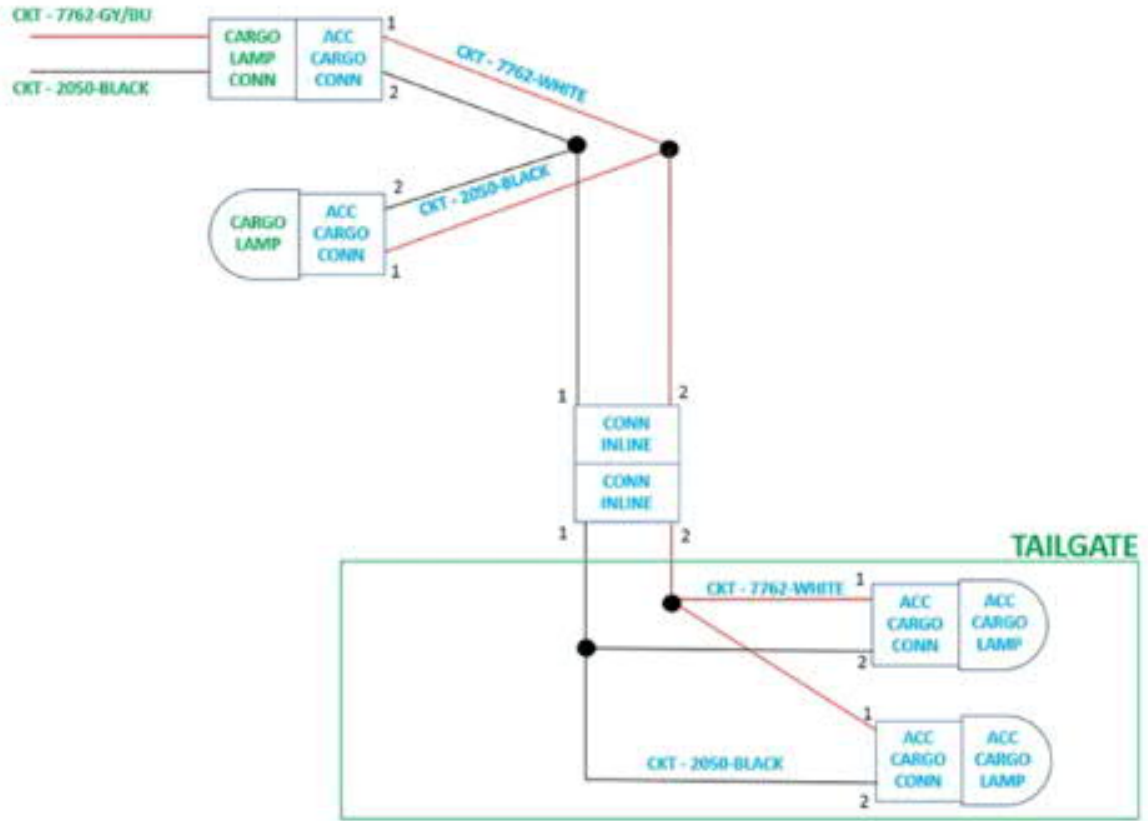 CKT - 7762-GY/BU
CKT - 2050-BLACK
CARGO
LAMP
CONN
ACC
CARGO
CONN
1
2
CKT - 7762-WHITE
CKT - 2050-BLACK
CARGO
LAMP
ACC
CARGO
CONN
2
1
1
2
CONN
INLINE
CONN
INLINE
1
2
TAILGATE
CKT - 7762-WHITE
1
2
ACC
CARGO
CONN
ACC
CARGO
LAMP
CKT - 2050-BLACK
1
2
ACC
CARGO
CONN
ACC
CARGO
LAMP